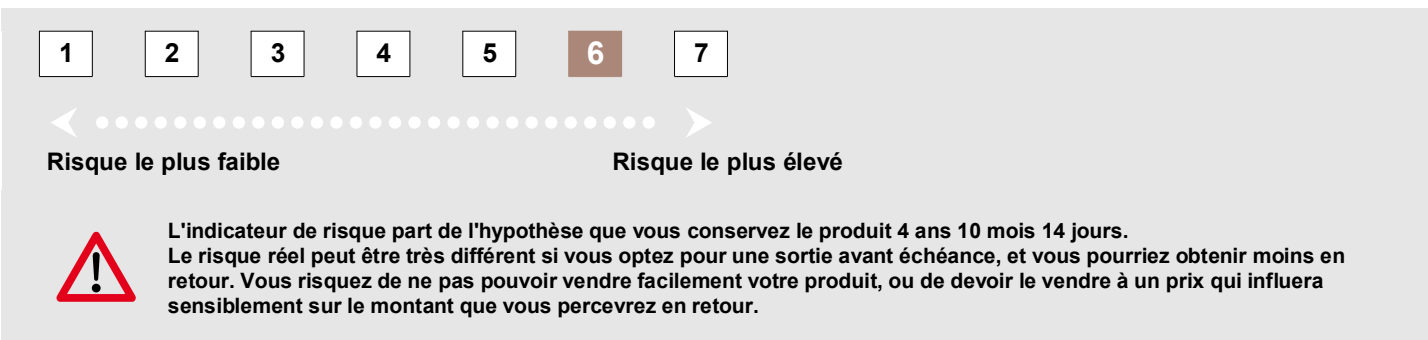 1 2 3 4 5 6 7
Risque le plus faible Risque le plus élevé
L'indicateur de risque part de l'hypothèse que vous conservez le produit 4 ans 10 mois 14 jours.
Le risque réel peut être très différent si vous optez pour une sortie avant échéance, et vous pourriez obtenir moins en
retour. Vous risquez de ne pas pouvoir vendre facilement votre produit, ou de devoir le vendre à un prix qui influera
sensiblement sur le montant que vous percevrez en retour.